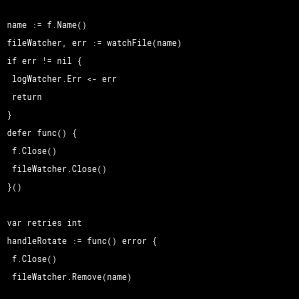 name := f.Name()
fileWatcher, err := watchFile(name)
if err != nil {
 logWatcher.Err <- err
 return
}
defer func() {
 f.Close()
 fileWatcher.Close()
}()

var retries int
handleRotate := func() error {
 f.Close()
 fileWatcher.Remove(name)